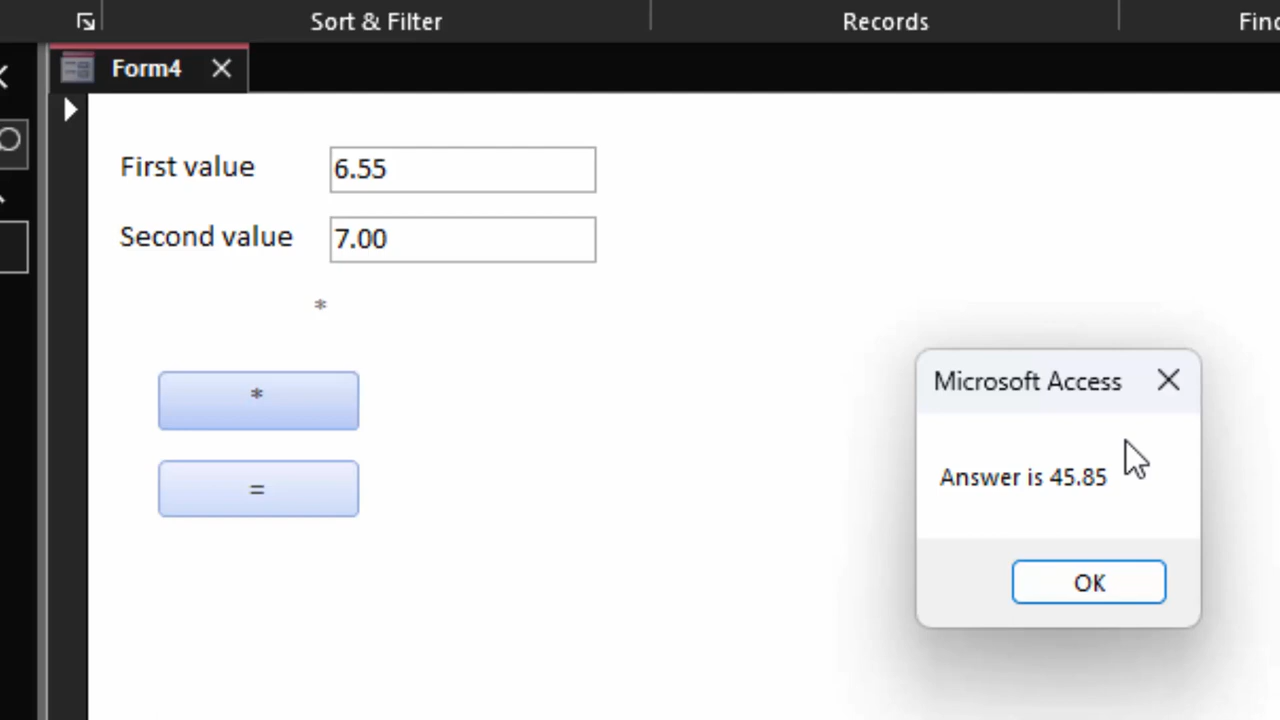 Sort & Filter
Records
Form4
First value 6.55
Second value 7.00
*
*
=
Microsoft Access
Answer is 45.85
OK